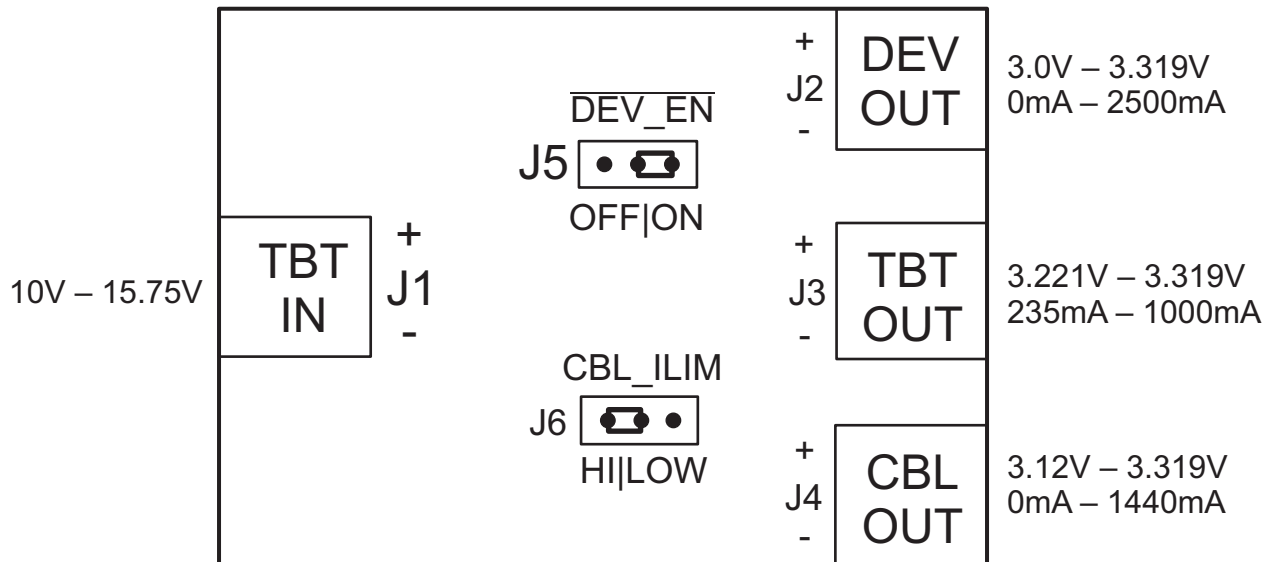 +
J2
-
DEV
OUT
3.0V – 3.319V
0mA – 2500mA
DEV_EN
J5
OFF|ON
10V – 15.75V
TBT
IN
+
J1
-
+
J3
-
TBT
OUT
3.221V – 3.319V
235mA – 1000mA
CBL_ILIM
J6
HI|LOW
+
J4
-
CBL
OUT
3.12V – 3.319V
0mA – 1440mA